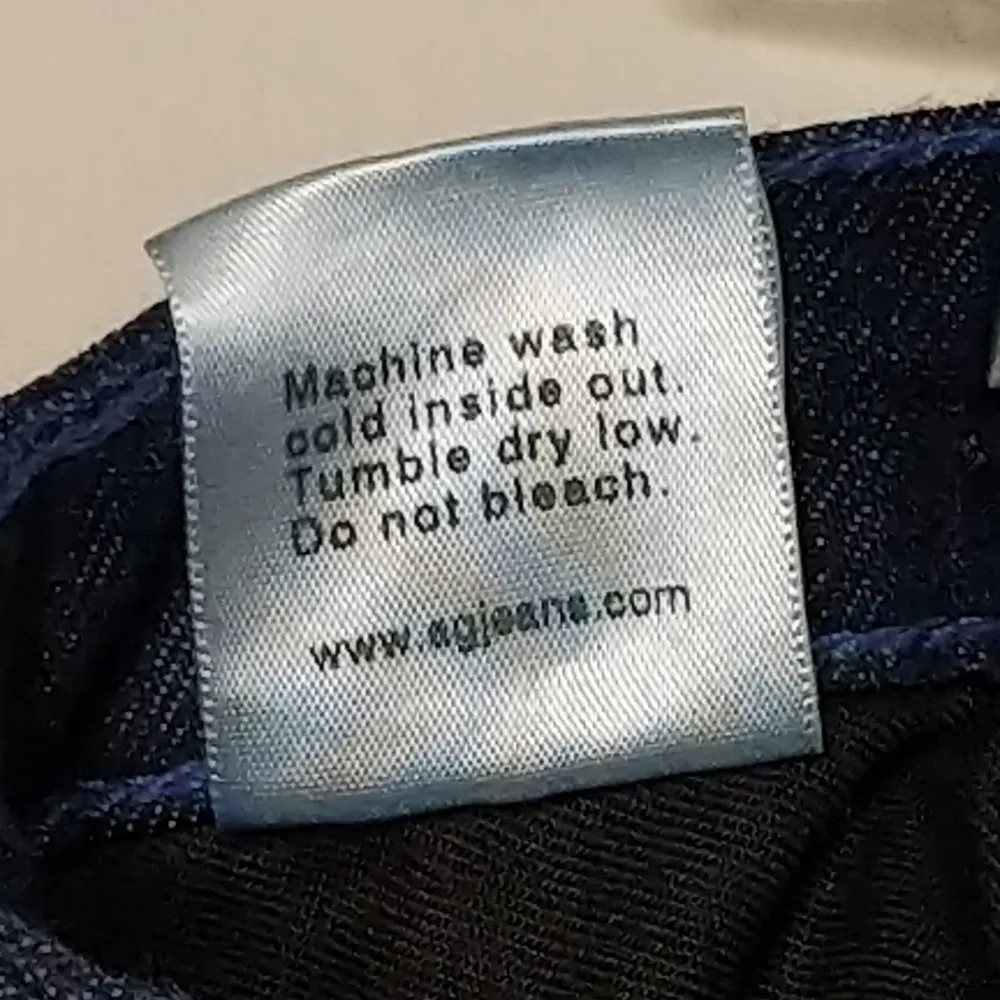 Machine wash
cold inside out.
Tumble dry low.
Do not bleach.
www.agjeans.com